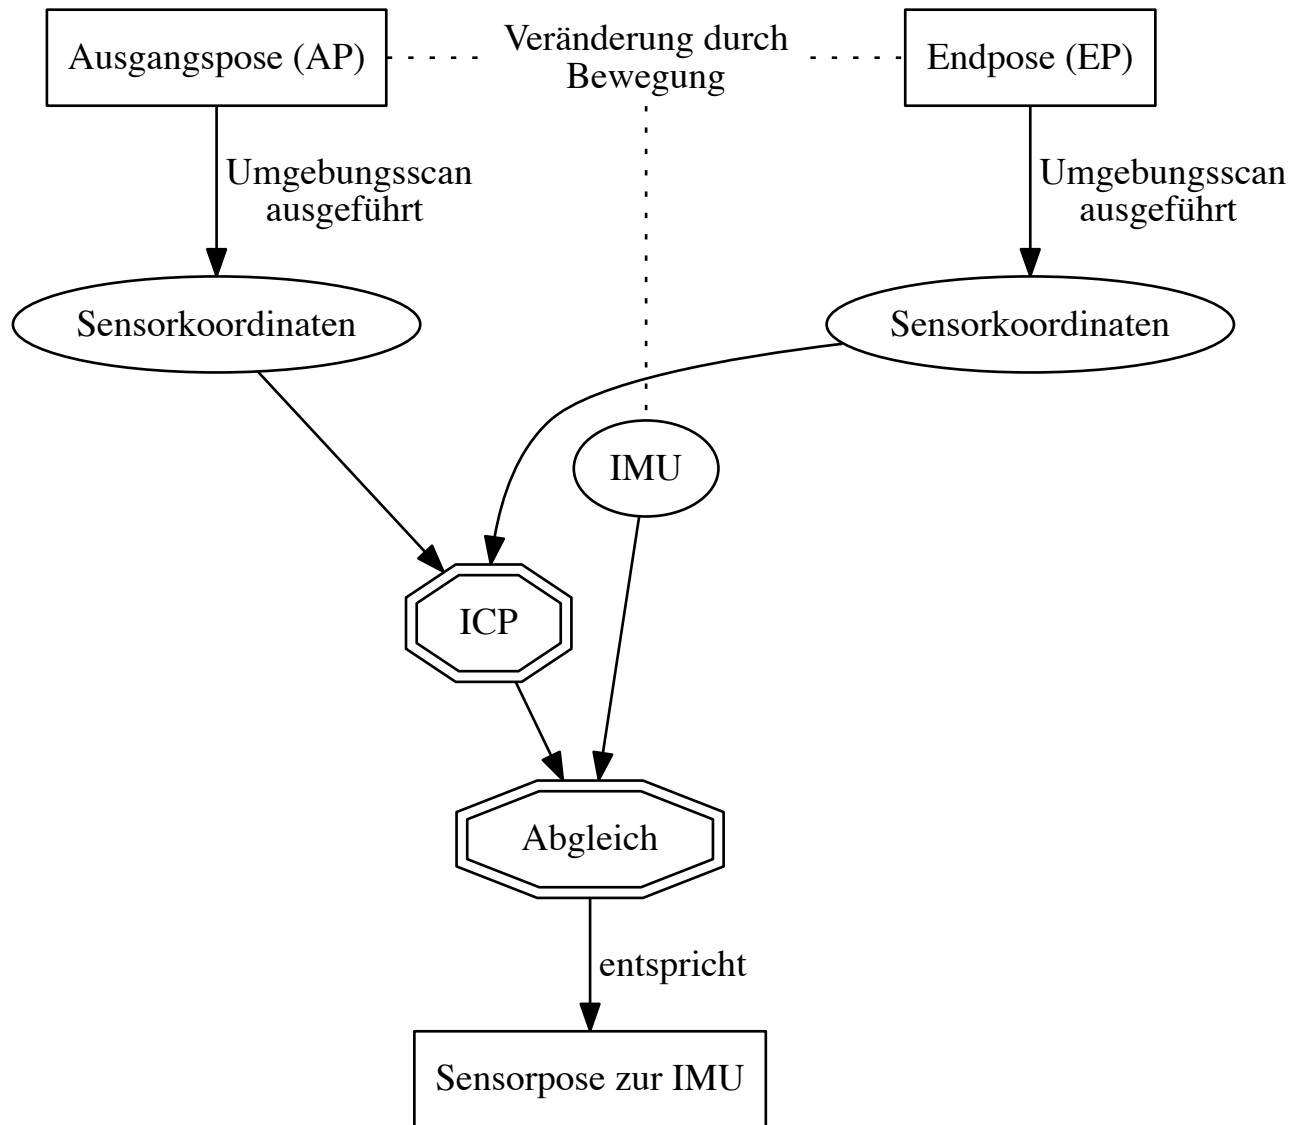 Ausgangspose (AP)
Veränderung durch
Bewegung
Endpose (EP)
Umgebungsscan
ausgeführt
Umgebungsscan
ausgeführt
Sensorkoordinaten
Sensorkoordinaten
IMU
ICP
Abgleich
entspricht
Sensorpose zur IMU